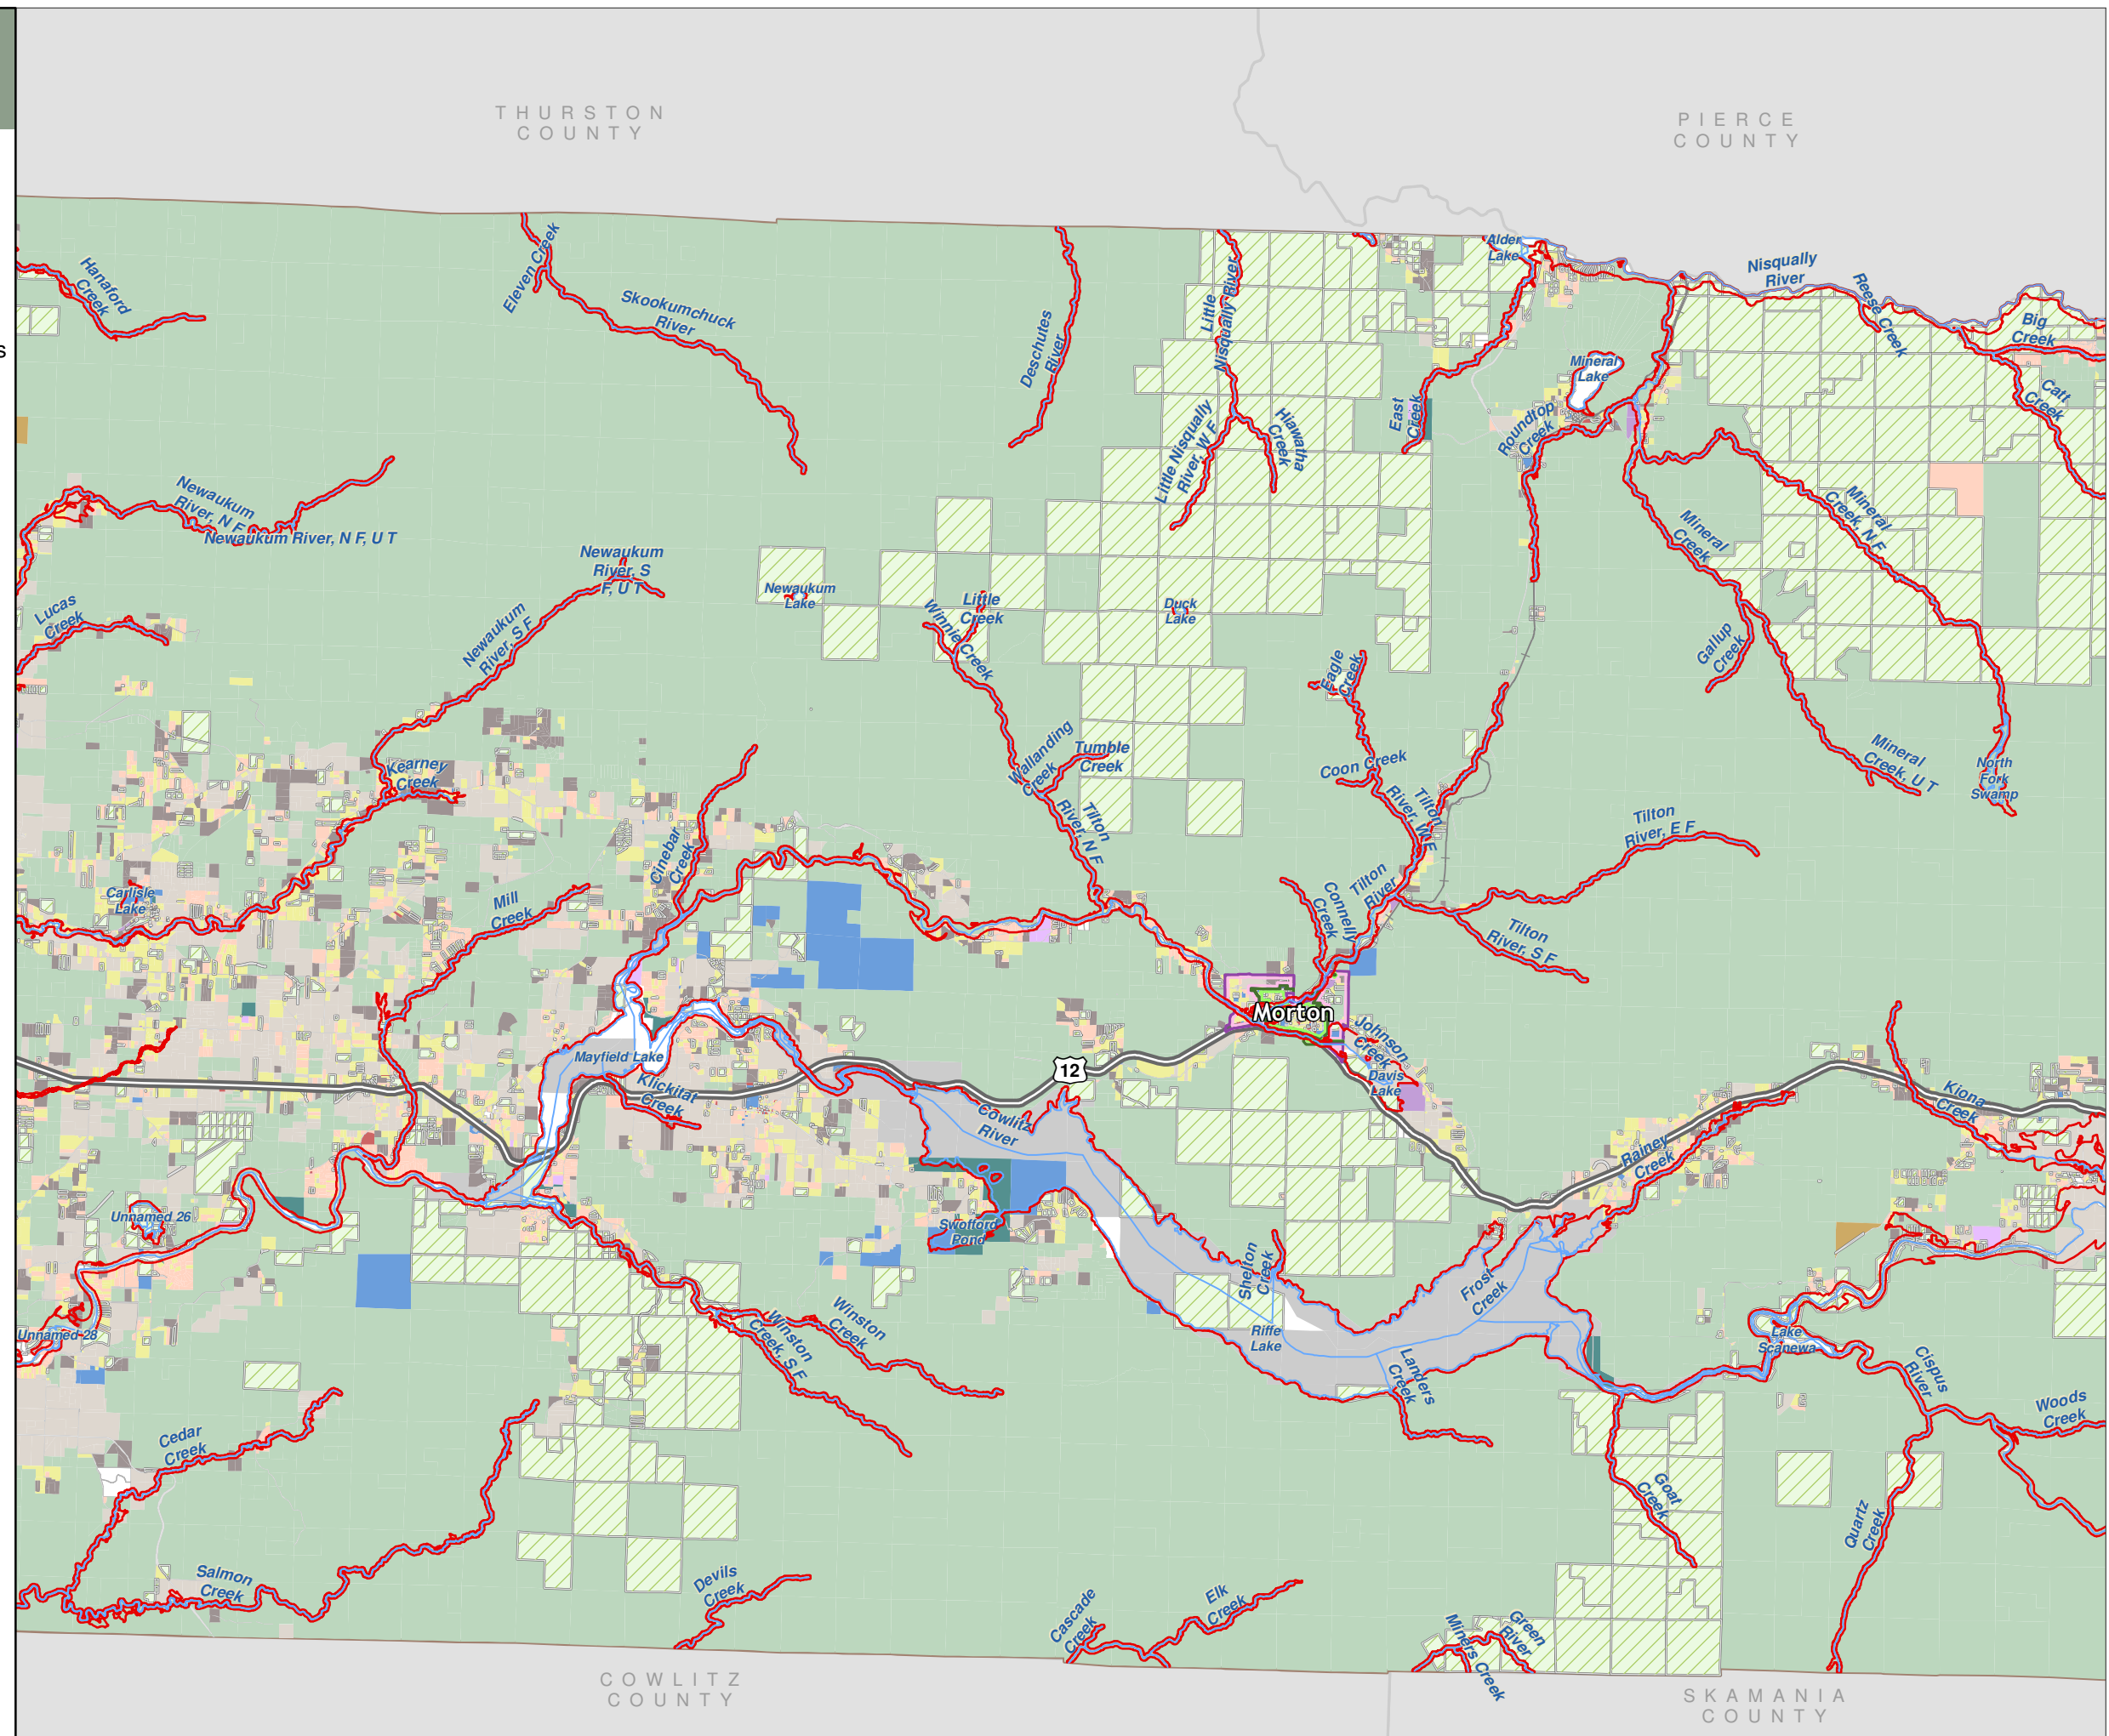 THURSTON
COUNTY
PIERCE
COUNTY
s
Hanaford
Creek
Eleven Creek
Skookumchuck
River
Deschutes
River
Little
Nisqually River
Alder
Lake
Nisqually
River
Reese Creek
Big
Creek
Catt
Creek
Mineral
Lake
East
Creek
Roundtop
Creek
Little Nisqually
River, W F
Hiawatha
Creek
Newaukum
River, N F
Newaukum River, N F, U T
Newaukum
River, S
F, U T
Newaukum
River, S F
Lucas
Creek
Newaukum
Lake
Little
Creek
Winnie Creek
Duck
Lake
Mineral
Creek
Mineral
Creek, N F
Gallup
Creek
Eagle
Creek
Mineral
Creek, U T
North
Fork
Swamp
Kearney
Creek
Wallanding
Creek
Tumble
Creek
Coon Creek
Tilton
River, N F
Tilton
River, W F
Tilton
River, E F
Cinebar
Creek
Carlisle
Lake
Mill
Creek
Connelly
Creek
Tilton
River
Tilton
River, S F
Morton
Johnson
Creek
Davis
Lake
Mayfield Lake
12
Klickitat
Creek
Cowlitz
River
Kiona
Creek
Rainey
Creek
Unnamed 26
Swofford
Pond
Shelton
Creek
Frost
Creek
Unnamed 28
Winston
Creek
Winston
Creek, S F
Riffe
Lake
Landers
Creek
Lake
Scanewa
Cispus
River
Woods
Creek
Cedar
Creek
Goat
Creek
Quartz
Creek
Salmon
Creek
Devils
Creek
Cascade
Creek
Elk
Creek
Miners Creek
Green
River
COWLITZ
COUNTY
SKAMANIA
COUNTY